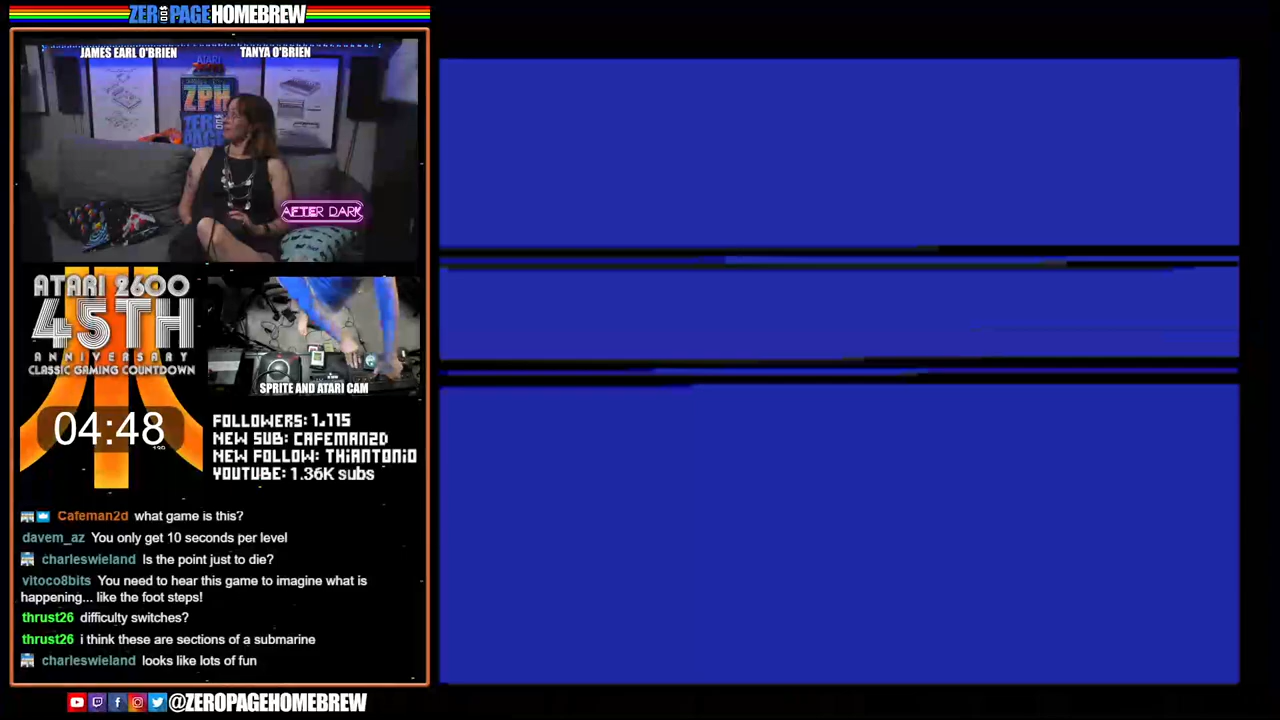 ZEROPAGEHOMEBREW
JAMES EARL O'BRIEN
TANYA O'BRIEN
ATARI
ZPH
ZERO
PAGE
AFTER DARK
ATARI 2600
45TH
ANNIVERSARY
CLASSIC GAMING COUNTDOWN
04:48
SPRITE AND ATARI CAM
FOLLOWERS: 1,115
NEW SUB: CAFEMAN2D
NEW FOLLOW: THIANTONIO
YOUTUBE: 1.36K subs
Cafeman2d what game is this?
davem_az You only get 10 seconds per level
charleswieland Is the point just to die?
vitoco8bits You need to hear this game to imagine what is
happening... like the foot steps!
thrust26 difficulty switches?
thrust26 i think these are sections of a submarine
charleswieland looks like lots of fun
@ZEROPAGEHOMEBREW